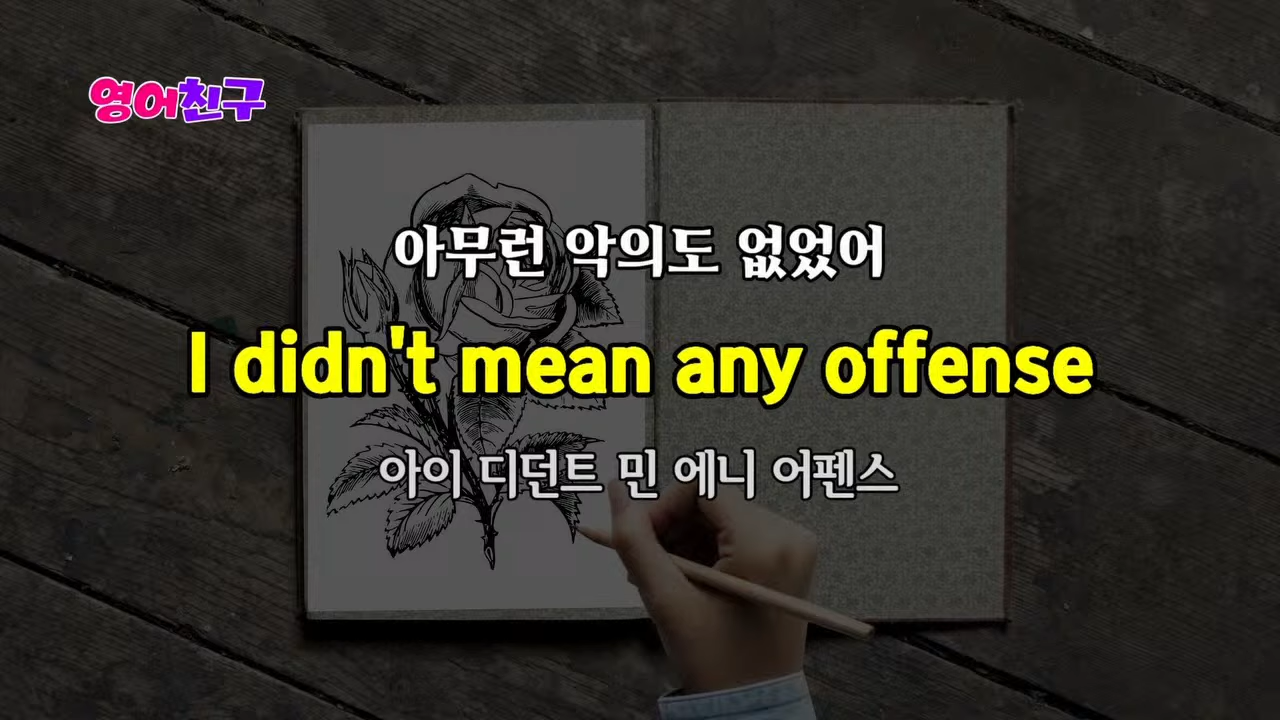 영어친구
아무런 악의도 없었어
I didn't mean any offense
아이 디던트 민 에니 어펜스